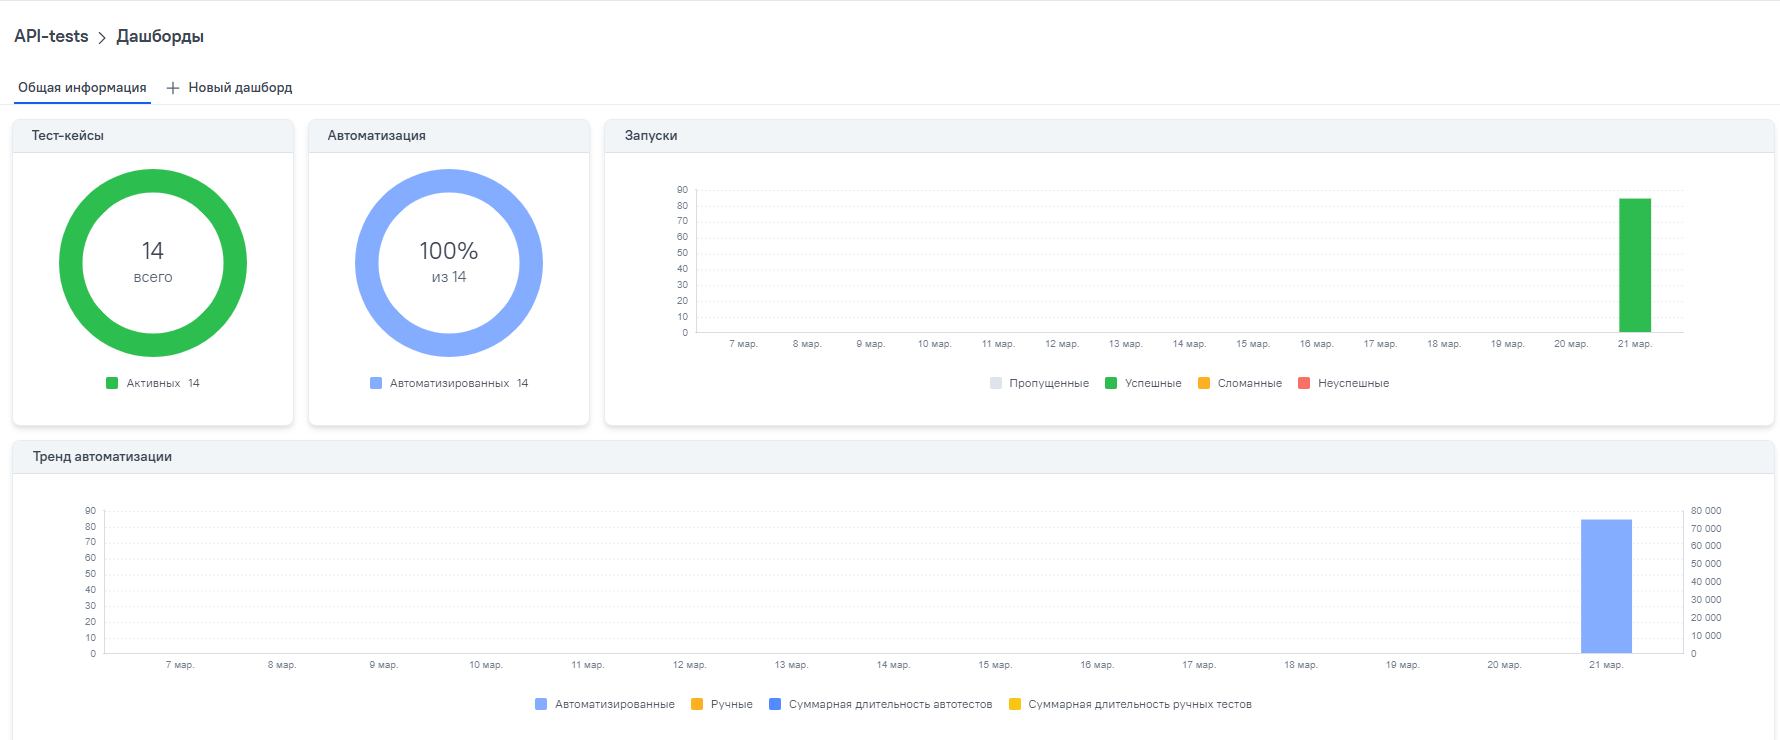 API-tests > Дашборды
Общая информация + Новый дашборд
Тест-кейсы
14
всего
Активных 14
Автоматизация
100%
из 14
Автоматизированных 14
Запуски
90
80
70
60
50
40
30
20
10
0
7 мар. 8 мар. 9 мар. 10 мар. 11 мар. 12 мар. 13 мар. 14 мар. 15 мар. 16 мар. 17 мар. 18 мар. 19 мар. 20 мар. 21 мар.
Пропущенные Успешные Сломанные Неуспешные
Тренд автоматизации
90
80
70
60
50
40
30
20
10
0
80 000
70 000
60 000
50 000
40 000
30 000
20 000
10 000
0
7 мар. 8 мар. 9 мар. 10 мар. 11 мар. 12 мар. 13 мар. 14 мар. 15 мар. 16 мар. 17 мар. 18 мар. 19 мар. 20 мар. 21 мар.
Автоматизированные Ручные Суммарная длительность автотестов Суммарная длительность ручных тестов